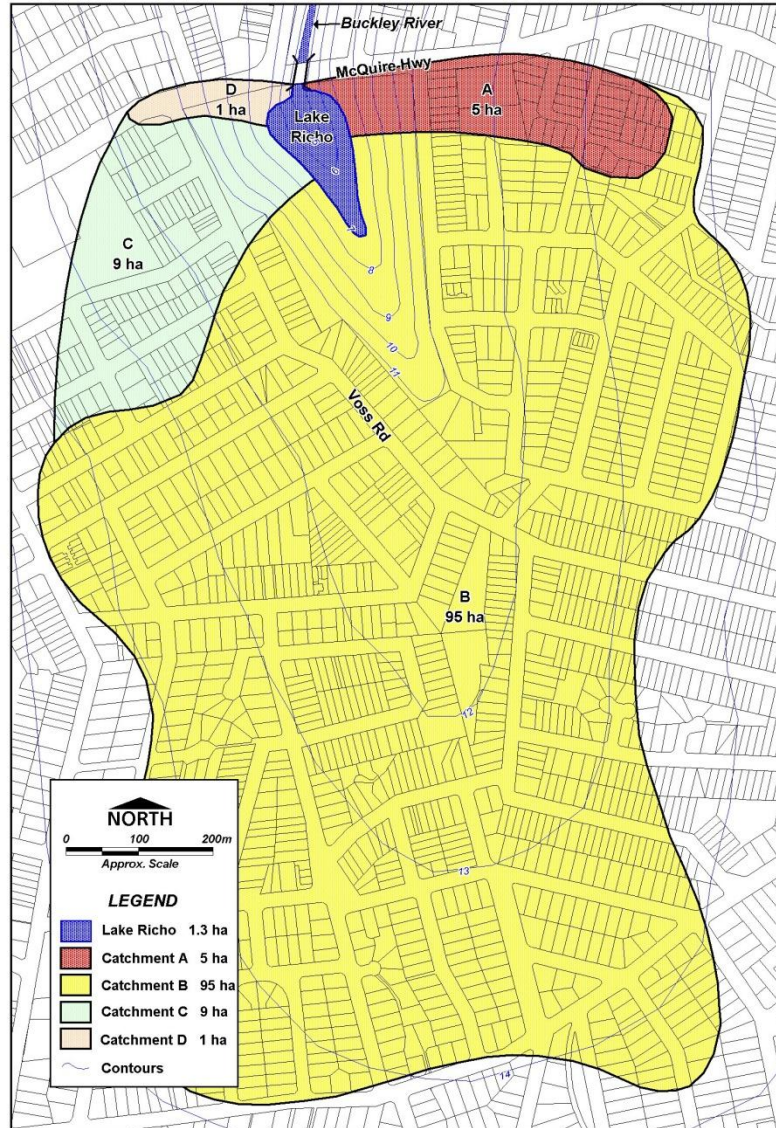 Buckley River
McQuire Hwy
D
1 ha
A
5 ha
Lake
Richo
6
7
C
9 ha
8
9
10
11
Voss Rd
B
95 ha
12
13
14
NORTH
0 100 200m
Approx. Scale
LEGEND
Lake Richo 1.3 ha
Catchment A 5 ha
Catchment B 95 ha
Catchment C 9 ha
Catchment D 1 ha
Contours